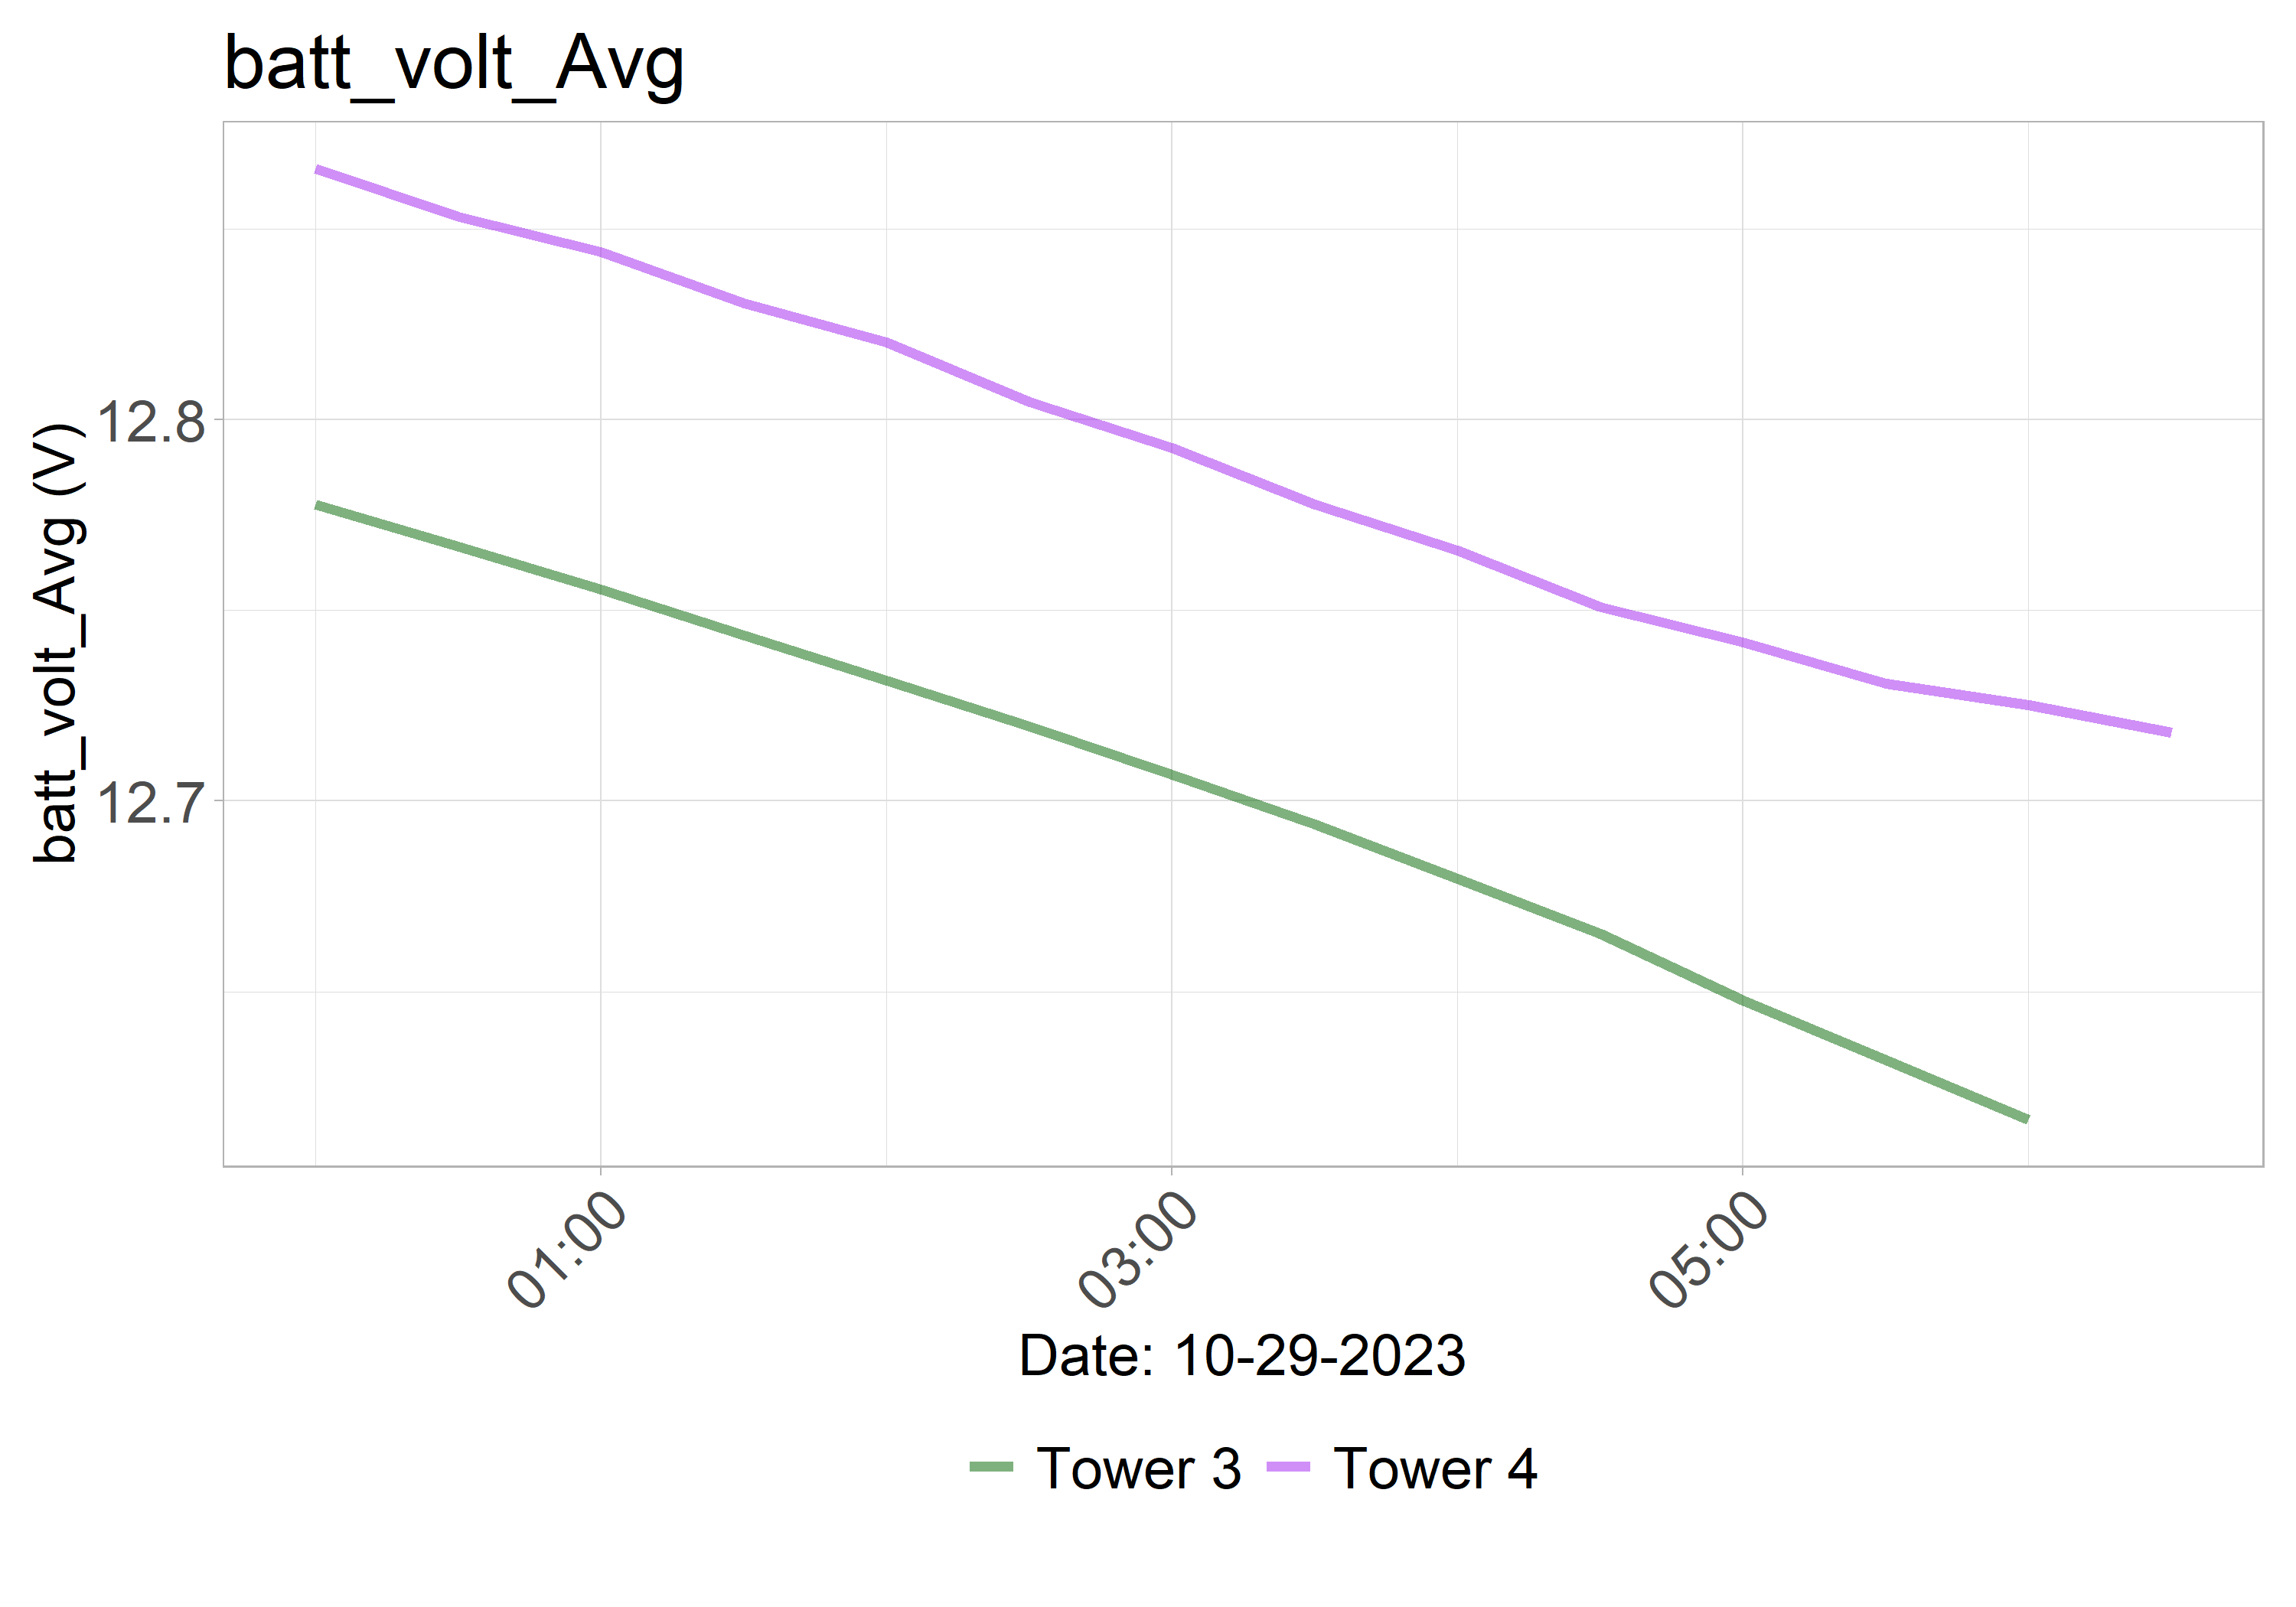 batt_volt_Avg
batt_volt_Avg (V)
12.8
12.7
01:00
03:00
05:00
Date: 10-29-2023
Tower 3
Tower 4